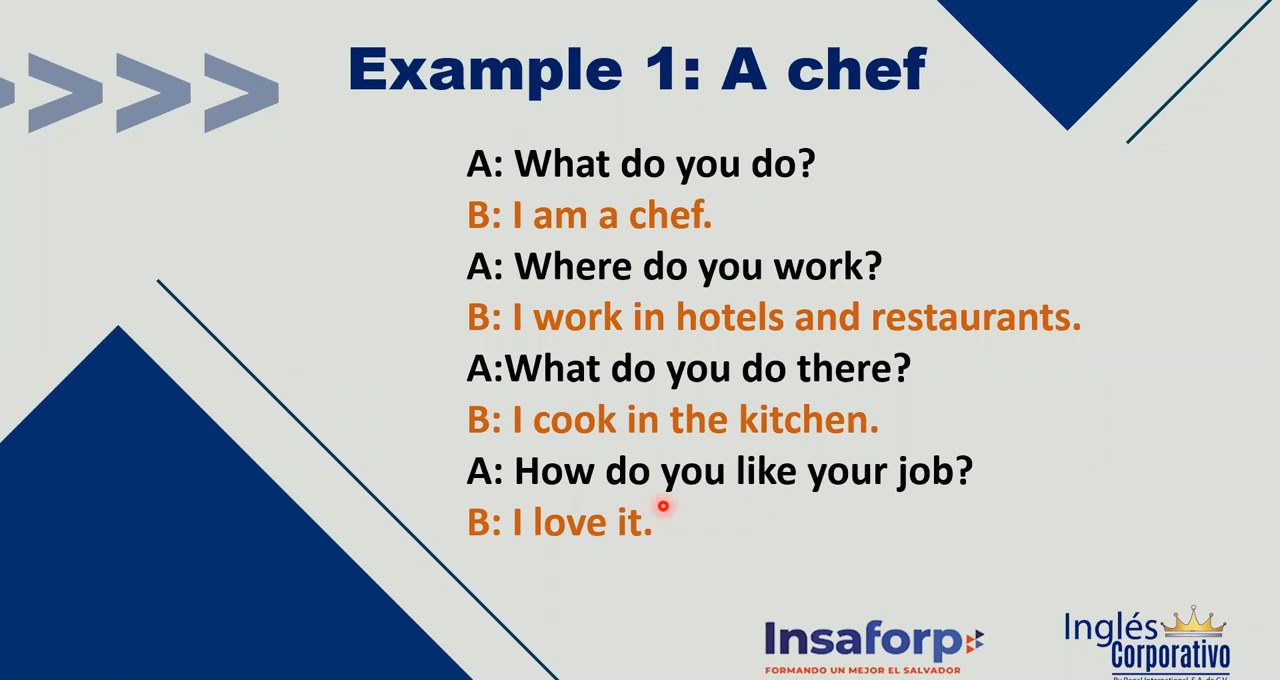 Example 1: A chef
A: What do you do?
B: I am a chef.
A: Where do you work?
B: I work in hotels and restaurants.
A:What do you do there?
B: I cook in the kitchen.
A: How do you like your job?
B: I love it.
Insaforp
FORMANDO UN MEJOR EL SALVADOR
Inglés
Corporativo